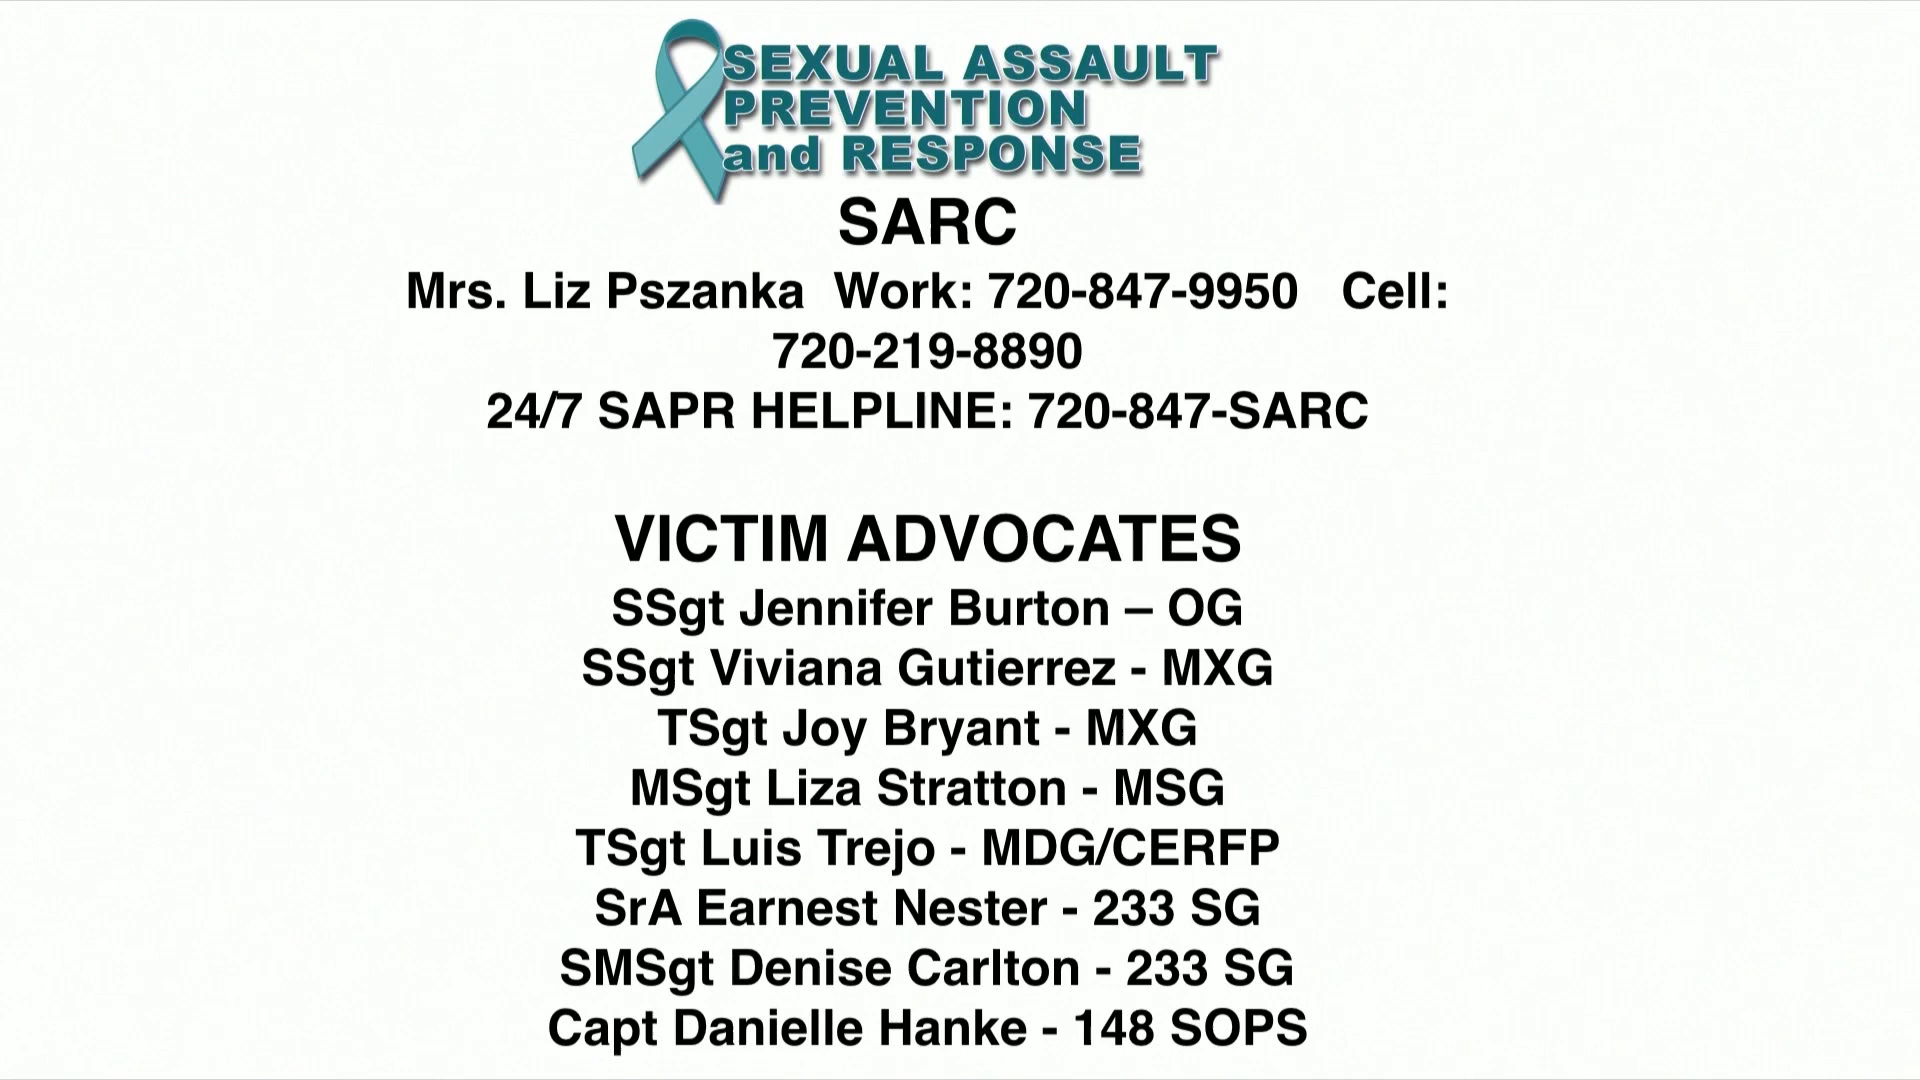 SEXUAL ASSAULT
PREVENTION
and RESPONSE
SARC
Mrs. Liz Pszanka  Work: 720-847-9950   Cell:
720-219-8890
24/7 SAPR HELPLINE: 720-847-SARC
VICTIM ADVOCATES
SSgt Jennifer Burton – OG
SSgt Viviana Gutierrez - MXG
TSgt Joy Bryant - MXG
MSgt Liza Stratton - MSG
TSgt Luis Trejo - MDG/CERFP
SrA Earnest Nester - 233 SG
SMSgt Denise Carlton - 233 SG
Capt Danielle Hanke - 148 SOPS